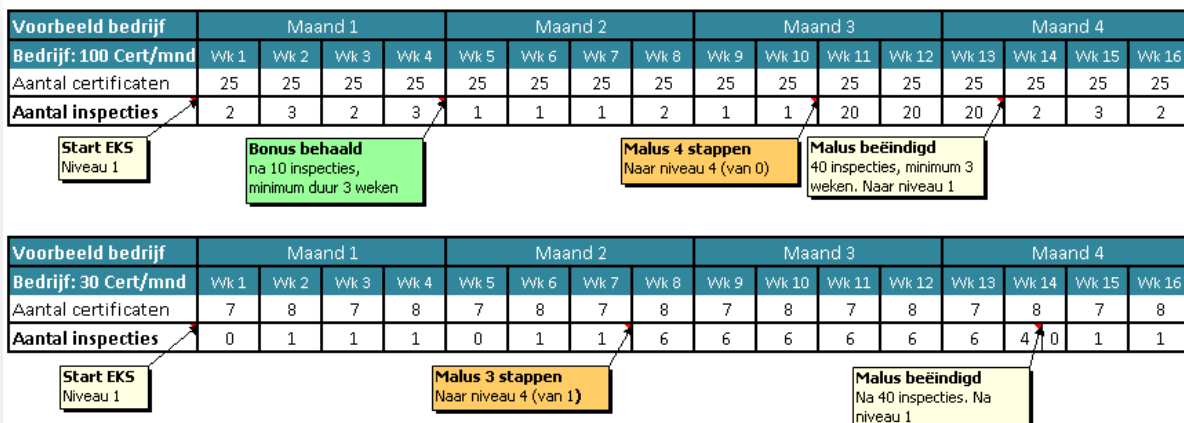 Voorbeeld bedrijf Maand 1 Maand 2 Maand 3 Maand 4
Bedrijf: 100 Cert/mnd Wk 1 Wk 2 Wk 3 Wk 4 Wk 5 Wk 6 Wk 7 Wk 8 Wk 9 Wk 10 Wk 11 Wk 12 Wk 13 Wk 14 Wk 15 Wk 16
Aantal certificaten 25 25 25 25 25 25 25 25 25 25 25 25 25 25 25 25
Aantal inspecties 2 3 2 3 1 1 1 2 1 1 20 20 20 2 3 2
Start EKS
Niveau 1
Bonus behaald
na 10 inspecties,
minimum duur 3 weken
Malus 4 stappen
Naar niveau 4 (van 0)
Malus beëindigd
40 inspecties, minimum 3
weken. Naar niveau 1
Voorbeeld bedrijf Maand 1 Maand 2 Maand 3 Maand 4
Bedrijf: 30 Cert/mnd Wk 1 Wk 2 Wk 3 Wk 4 Wk 5 Wk 6 Wk 7 Wk 8 Wk 9 Wk 10 Wk 11 Wk 12 Wk 13 Wk 14 Wk 15 Wk 16
Aantal certificaten 7 8 7 8 7 8 7 8 7 8 7 8 7 8 7 8
Aantal inspecties 0 1 1 1 0 1 1 6 6 6 6 6 6 4 0 1 1
Start EKS
Niveau 1
Malus 3 stappen
Naar niveau 4 (van 1)
Malus beëindigd
Na 40 inspecties. Na
niveau 1